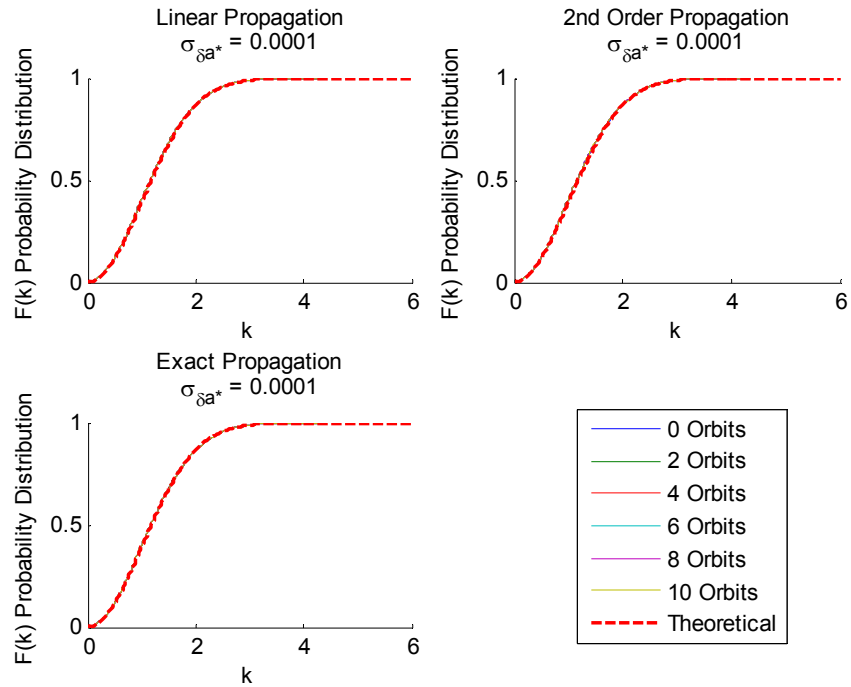 Linear Propagation
σδa* = 0.0001
F(k) Probability Distribution
1
0.5
0
0 2 4 6
k
2nd Order Propagation
σδa* = 0.0001
F(k) Probability Distribution
1
0.5
0
0 2 4 6
k
Exact Propagation
σδa* = 0.0001
F(k) Probability Distribution
1
0.5
0
0 2 4 6
k
0 Orbits
2 Orbits
4 Orbits
6 Orbits
8 Orbits
10 Orbits
Theoretical